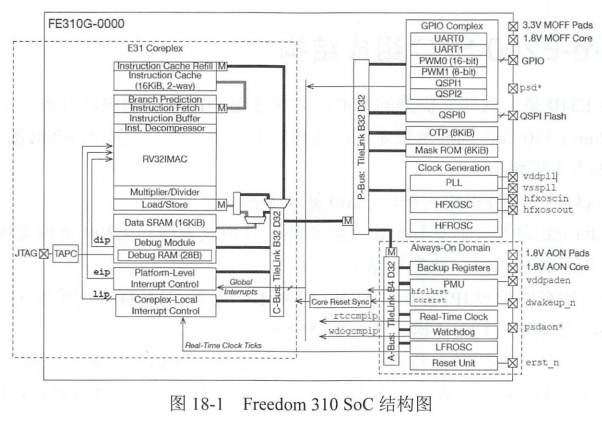 FE310G-0000
E31 Coreplex
Instruction Cache Refill M
Instruction Cache
(16KiB, 2-way)
Branch Prediction
Instruction Fetch M
Instruction Buffer
Inst. Decompressor
RV32IMAC
Multiplier/Divider
Load/Store M
Data SRAM (16KiB)
dip
Debug Module
Debug RAM (28B)
JTAG
TAPC
eip
Platform-Level
Interrupt Control
lip
Coreplex-Local
Interrupt Control
C-Bus: TileLink B32 D32
M
Global
Interrupts
Real-Time Clock Ticks
P-Bus: TileLink B32 D32
GPIO Complex
UART0
UART1
PWM0 (16-bit)
PWM1 (8-bit)
QSPI1
QSPI2
QSPI0
OTP (8KiB)
Mask ROM (8KiB)
Clock Generation
PLL
HFXOSC
HFROSC
3.3V MOFF Pads
1.8V MOFF Core
GPIO
psd*
QSPI Flash
vddpll
vsspll
hfxoscin
hfxoscout
Always-On Domain
M
A-Bus: TileLink B4 D32
Backup Registers
PMU
hfclkrst
corerst
Core Reset Sync
rtccmpip
Real-Time Clock
wdogcmpip
Watchdog
LFROSC
Reset Unit
1.8V AON Pads
1.8V AON Core
vddpaden
dwakeup_n
psdaon*
erst_n
图 18-1 Freedom 310 SoC 结构图